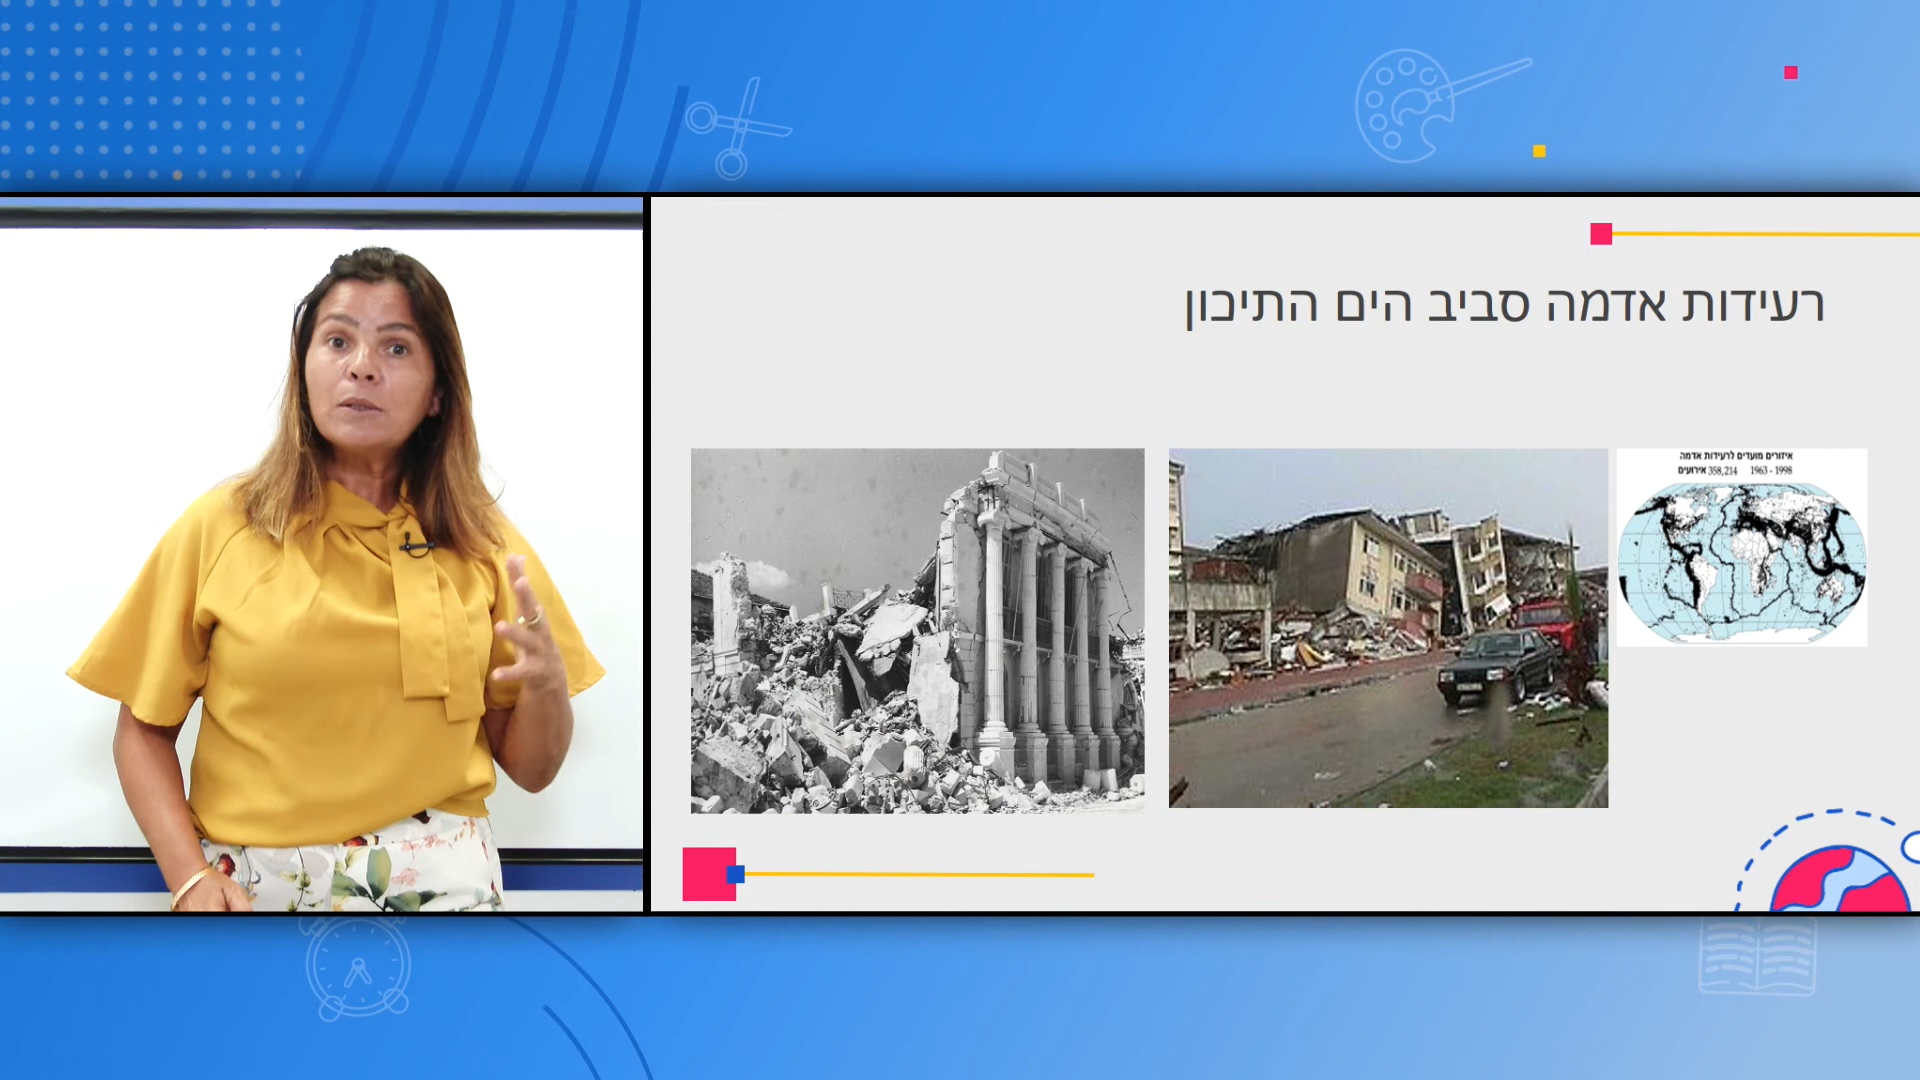 רעידות אדמה סביב הים התיכון
איזורים מועדים לרעידות אדמה
358,214 אירועים 1963 - 1998